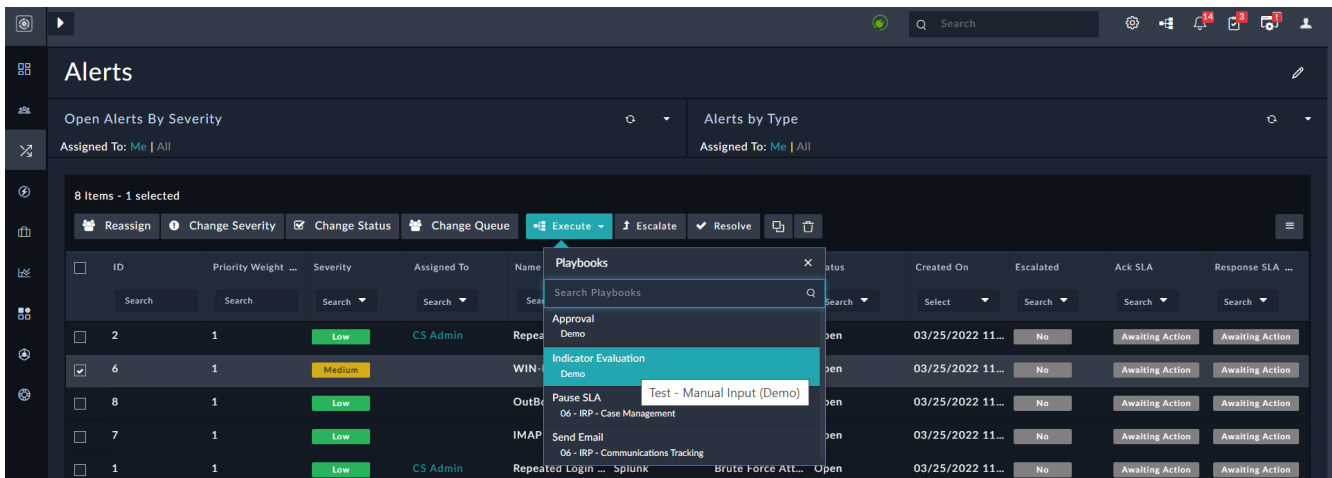 Search
14
3
!
Alerts
Open Alerts By Severity
Alerts by Type
Assigned To: Me | All
Assigned To: Me | All
8 Items - 1 selected
Reassign
Change Severity
Change Status
Change Queue
Execute
Escalate
Resolve
ID
Priority Weight ...
Severity
Assigned To
Name
Playbooks
atus
Created On
Escalated
Ack SLA
Response SLA ...
Search
Search
Search
Search
Sear
Search Playbooks
Search
Select
Search
Search
Search
Approval
Demo
2
1
Low
CS Admin
Repea
pen
03/25/2022 11...
No
Awaiting Action
Awaiting Action
Indicator Evaluation
Demo
6
1
Medium
WIN-
pen
03/25/2022 11...
No
Awaiting Action
Awaiting Action
Test - Manual Input (Demo)
Pause SLA
06 - IRP - Case Management
8
1
Low
OutBo
pen
03/25/2022 11...
No
Awaiting Action
Awaiting Action
Send Email
06 - IRP - Communications Tracking
7
1
Low
IMAP
pen
03/25/2022 11...
No
Awaiting Action
Awaiting Action
1
1
Low
CS Admin
Repeated Login ...
Splunk
Brute Force Att...
Open
03/25/2022 11...
No
Awaiting Action
Awaiting Action